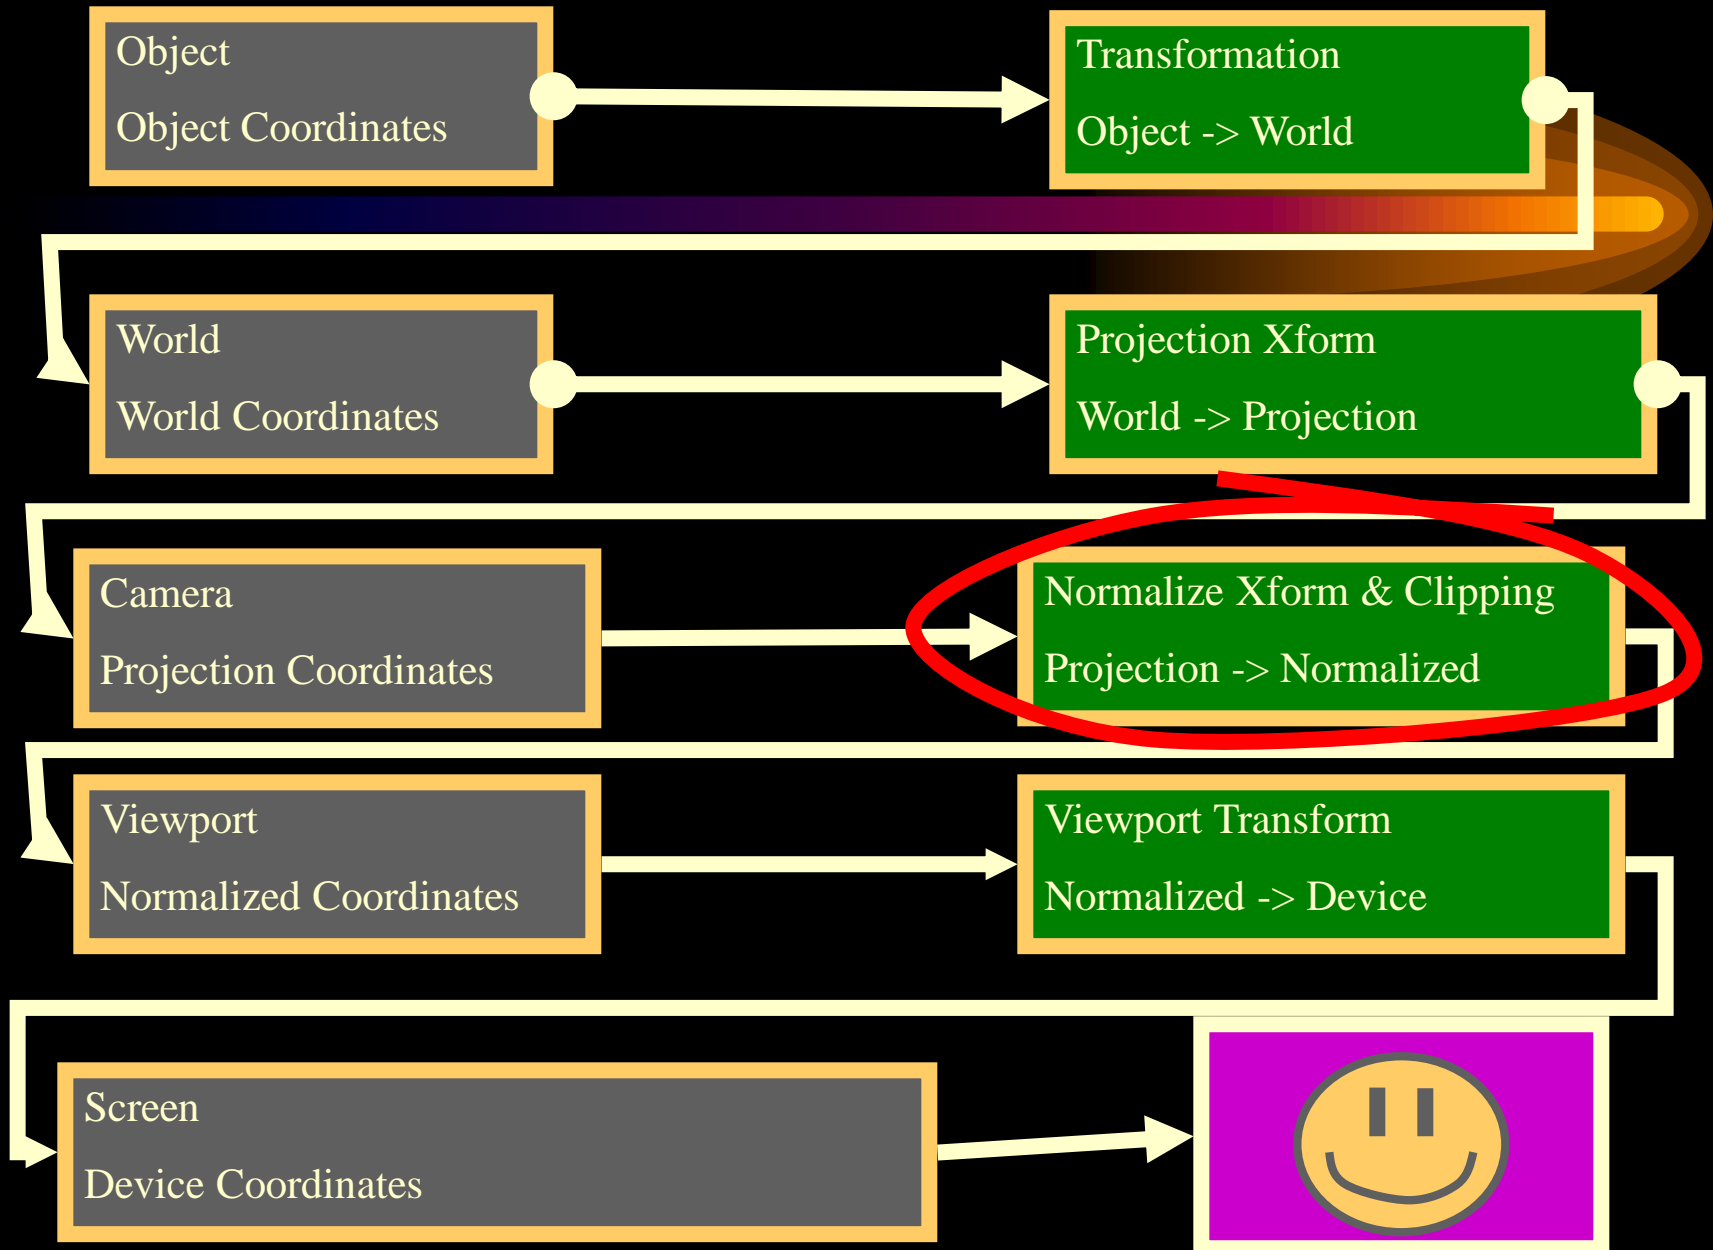 Object
Object Coordinates
Transformation
Object -> World
World
World Coordinates
Projection Xform
World -> Projection
Camera
Projection Coordinates
Normalize Xform & Clipping
Projection -> Normalized
Viewport
Normalized Coordinates
Viewport Transform
Normalized -> Device
Screen
Device Coordinates